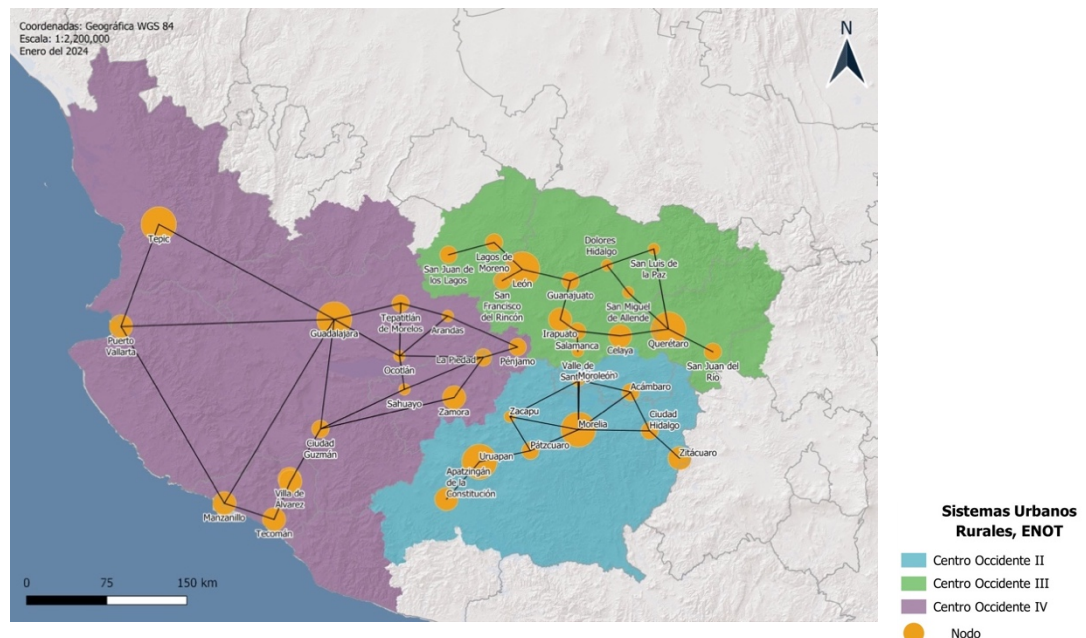 Coordenadas: Geográfica WGS 84
Escala: 1:2,200,000
Enero del 2024
N
Tepic
Puerto
Vallarta
Guadalajara
Tepatitlán
de Morelos
Arandas
Ocotlán
La Piedad
Pénjamo
Sahuayo
Zamora
Ciudad
Guzmán
Villa de
Álvarez
Manzanillo
Tecomán
San Juan de
los Lagos
Lagos de
Moreno
León
San
Francisco
del Rincón
Guanajuato
Dolores
Hidalgo
San Luis de
la Paz
San Miguel
de Allende
Irapuato
Salamanca
Celaya
Querétaro
San Juan del
Río
Valle de
Sant
Moroleón
Acámbaro
Zacapu
Morelia
Ciudad
Hidalgo
Pátzcuaro
Zitácuaro
Uruapan
Apatzingán
de la
Constitución
0 75 150 km
Sistemas Urbanos
Rurales, ENOT
Centro Occidente II
Centro Occidente III
Centro Occidente IV
Nodo